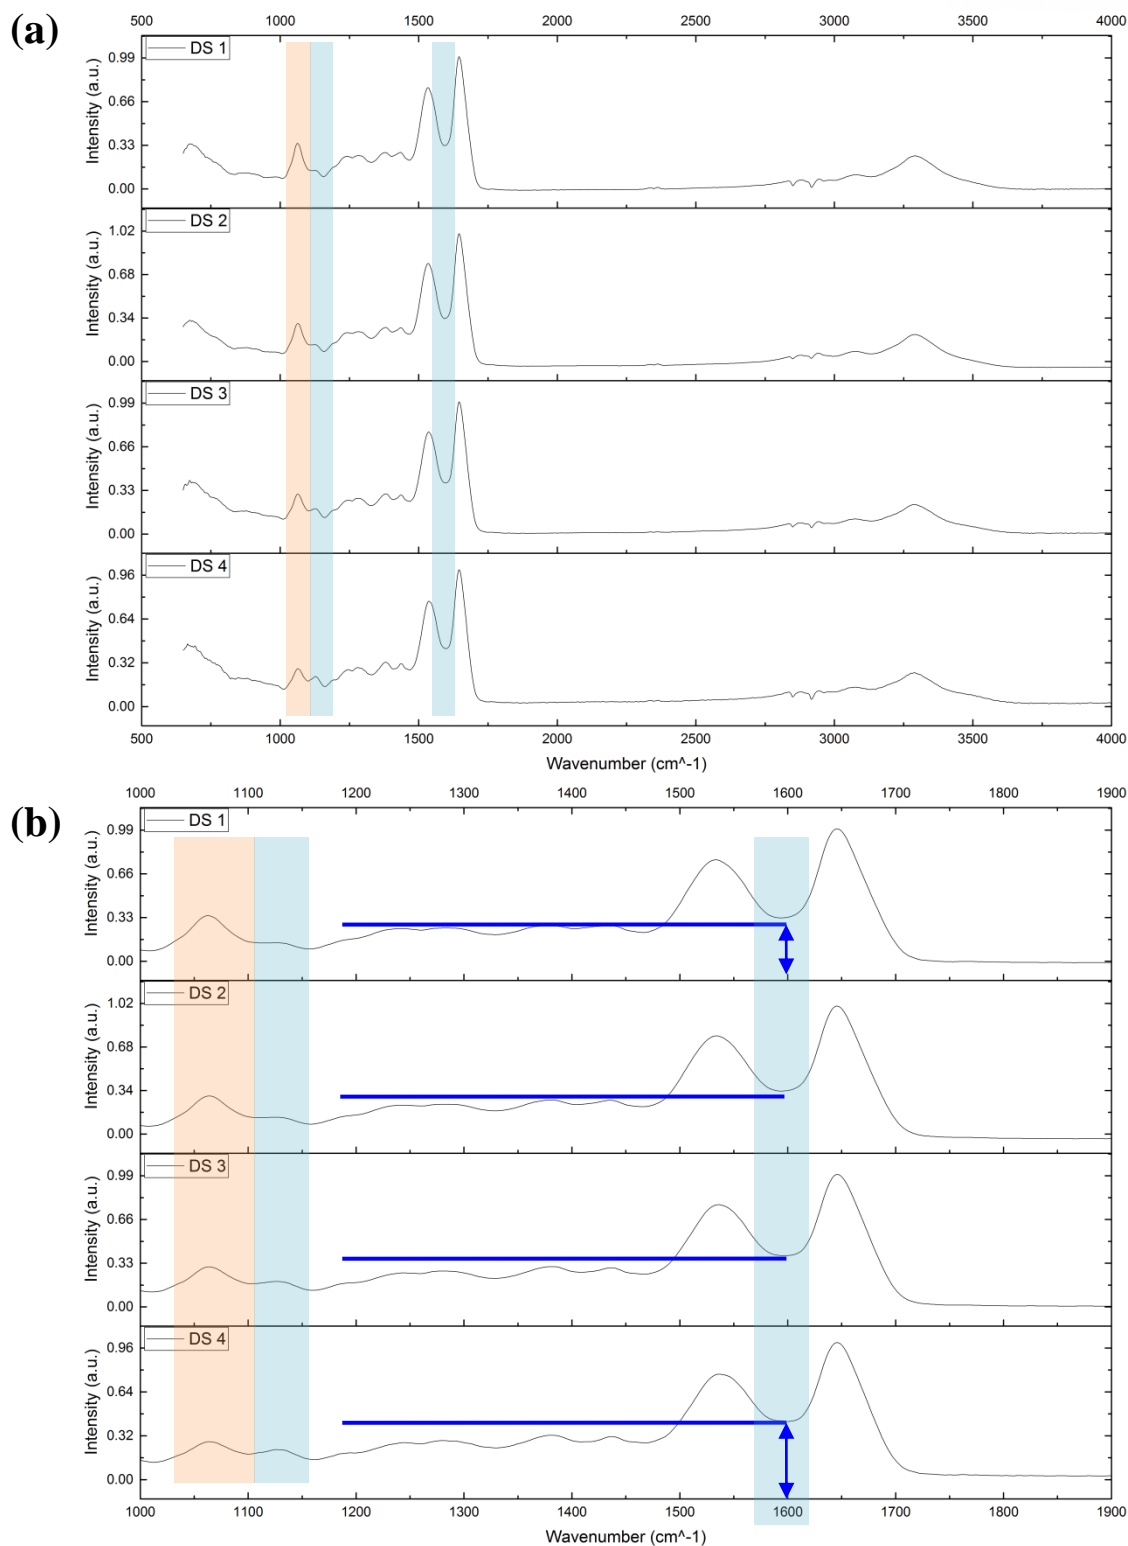 (a)
500 1000 1500 2000 2500 3000 3500 4000
DS 1
Intensity (a.u.)
0.99
0.66
0.33
0.00
DS 2
Intensity (a.u.)
1.02
0.68
0.34
0.00
DS 3
Intensity (a.u.)
0.99
0.66
0.33
0.00
DS 4
Intensity (a.u.)
0.96
0.64
0.32
0.00
500 1000 1500 2000 2500 3000 3500 4000
Wavenumber (cm^-1)
(b)
1000 1100 1200 1300 1400 1500 1600 1700 1800 1900
DS 1
Intensity (a.u.)
0.99
0.66
0.33
0.00
DS 2
Intensity (a.u.)
1.02
0.68
0.34
0.00
DS 3
Intensity (a.u.)
0.99
0.66
0.33
0.00
DS 4
Intensity (a.u.)
0.96
0.64
0.32
0.00
1000 1100 1200 1300 1400 1500 1600 1700 1800 1900
Wavenumber (cm^-1)